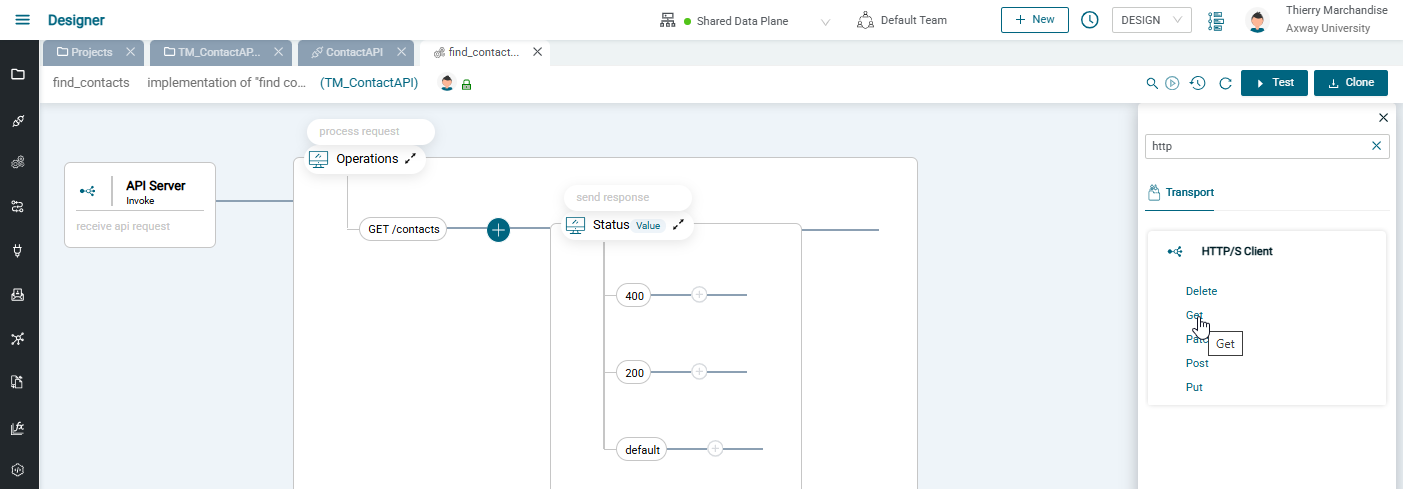 Designer
Shared Data Plane
Default Team
+ New
DESIGN
Thierry Marchandise
Axway University
Projects
TM_ContactAP...
ContactAPI
find_contact...
find_contacts
implementation of "find co...
(TM_ContactAPI)
Test
Clone
process request
Operations
API Server
Invoke
receive api request
GET /contacts
send response
Status
Value
400
200
default
http
Transport
HTTP/S Client
Delete
Get
Get
Post
Put